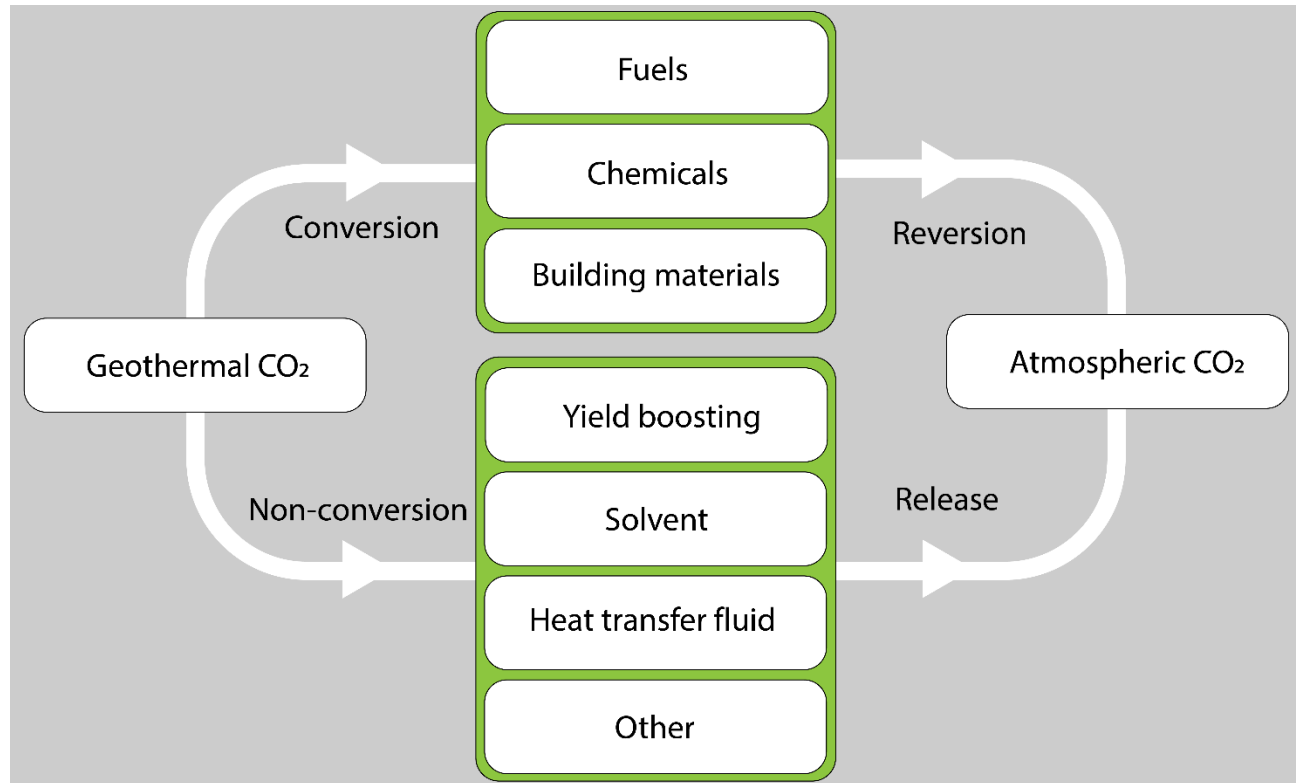 Fuels
Chemicals
Building materials
Conversion
Reversion
Geothermal CO₂
Atmospheric CO₂
Yield boosting
Solvent
Heat transfer fluid
Other
Non-conversion
Release